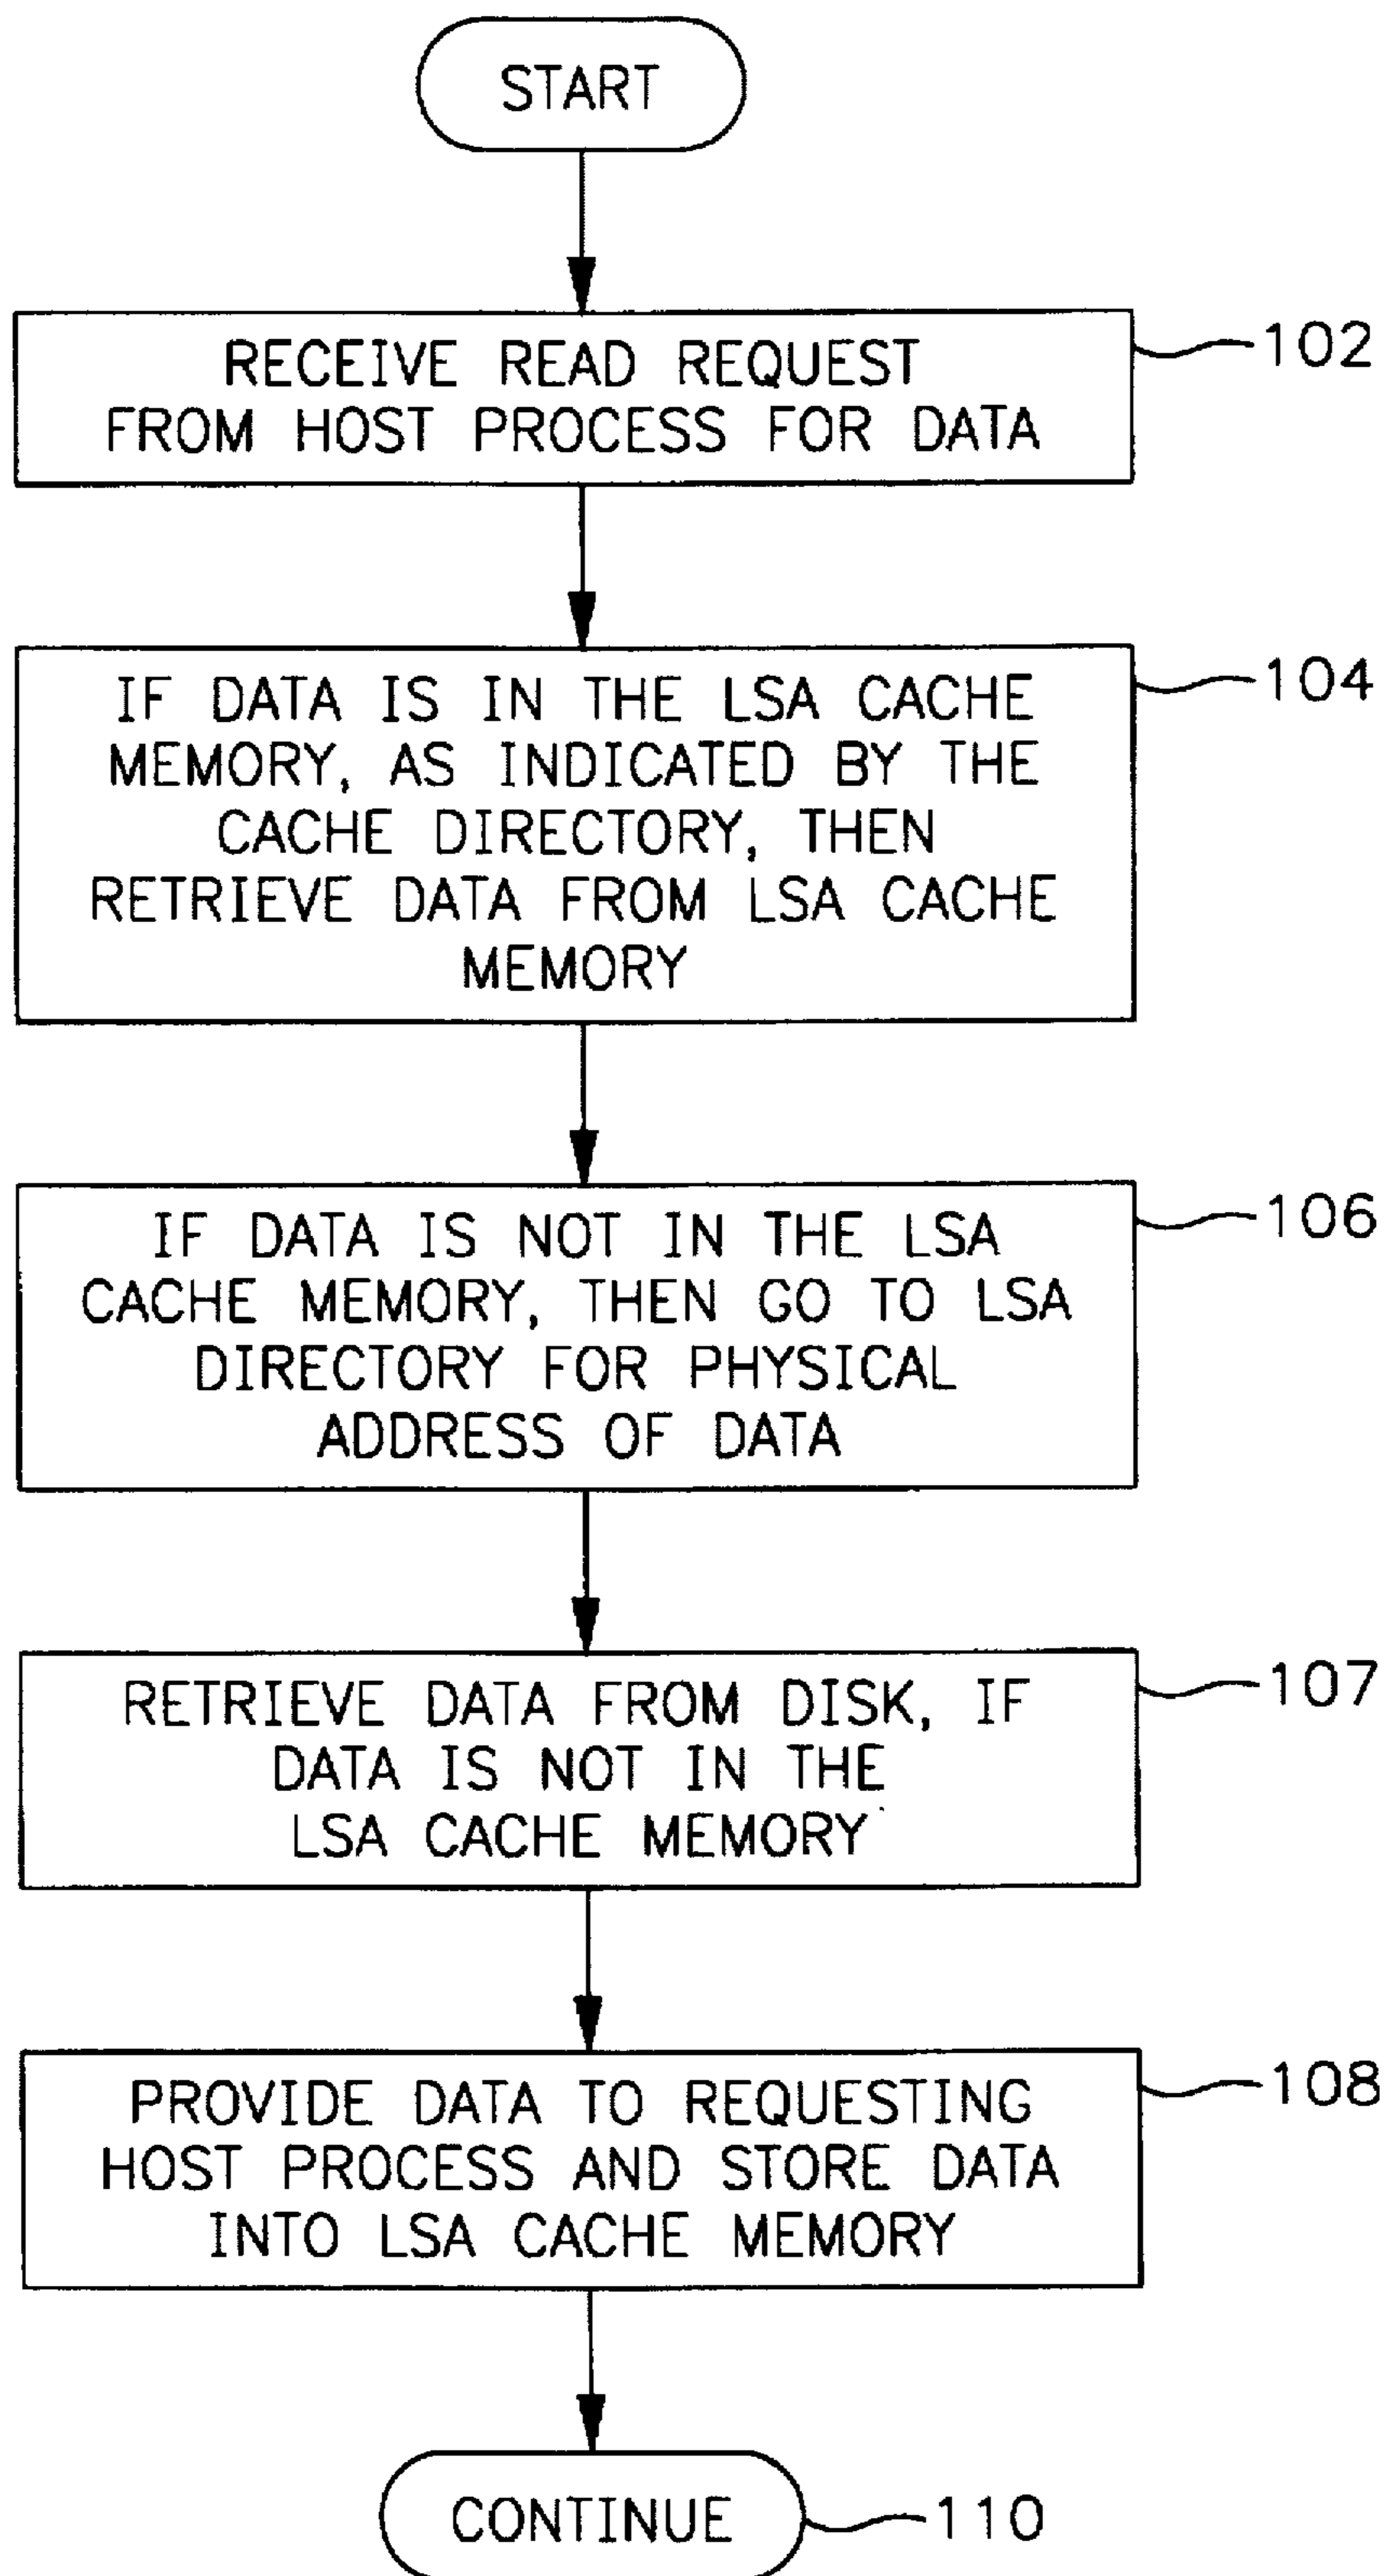 START
RECEIVE READ REQUEST
FROM HOST PROCESS FOR DATA
102
IF DATA IS IN THE LSA CACHE
MEMORY, AS INDICATED BY THE
CACHE DIRECTORY, THEN
RETRIEVE DATA FROM LSA CACHE
MEMORY
104
IF DATA IS NOT IN THE LSA
CACHE MEMORY, THEN GO TO LSA
DIRECTORY FOR PHYSICAL
ADDRESS OF DATA
106
RETRIEVE DATA FROM DISK, IF
DATA IS NOT IN THE
LSA CACHE MEMORY
107
PROVIDE DATA TO REQUESTING
HOST PROCESS AND STORE DATA
INTO LSA CACHE MEMORY
108
CONTINUE
110